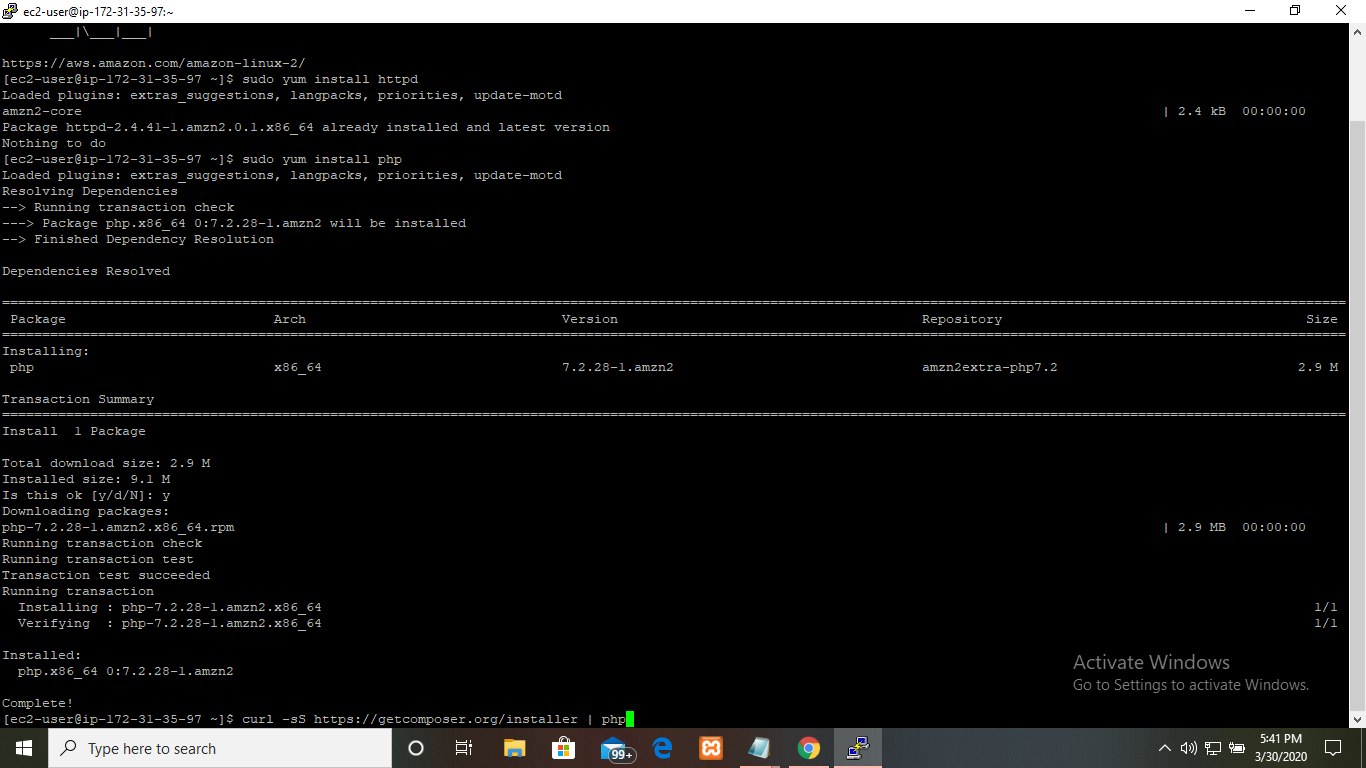 ec2-user@ip-172-31-35-97:~
___|\___|___|
https://aws.amazon.com/amazon-linux-2/
[ec2-user@ip-172-31-35-97 ~]$ sudo yum install httpd
Loaded plugins: extras_suggestions, langpacks, priorities, update-motd
amzn2-core | 2.4 kB 00:00:00
Package httpd-2.4.41-1.amzn2.0.1.x86_64 already installed and latest version
Nothing to do
[ec2-user@ip-172-31-35-97 ~]$ sudo yum install php
Loaded plugins: extras_suggestions, langpacks, priorities, update-motd
Resolving Dependencies
--> Running transaction check
---> Package php.x86_64 0:7.2.28-1.amzn2 will be installed
--> Finished Dependency Resolution
Dependencies Resolved
Package Arch Version Repository Size
Installing:
php x86_64 7.2.28-1.amzn2 amzn2extra-php7.2 2.9 M
Transaction Summary
Install 1 Package
Total download size: 2.9 M
Installed size: 9.1 M
Is this ok [y/d/N]: y
Downloading packages:
php-7.2.28-1.amzn2.x86_64.rpm | 2.9 MB 00:00:00
Running transaction check
Running transaction test
Transaction test succeeded
Running transaction
Installing : php-7.2.28-1.amzn2.x86_64 1/1
Verifying : php-7.2.28-1.amzn2.x86_64 1/1
Installed:
php.x86_64 0:7.2.28-1.amzn2
Complete!
[ec2-user@ip-172-31-35-97 ~]$ curl -sS https://getcomposer.org/installer | php
Activate Windows
Go to Settings to activate Windows.
Type here to search
99+
5:41 PM
3/30/2020